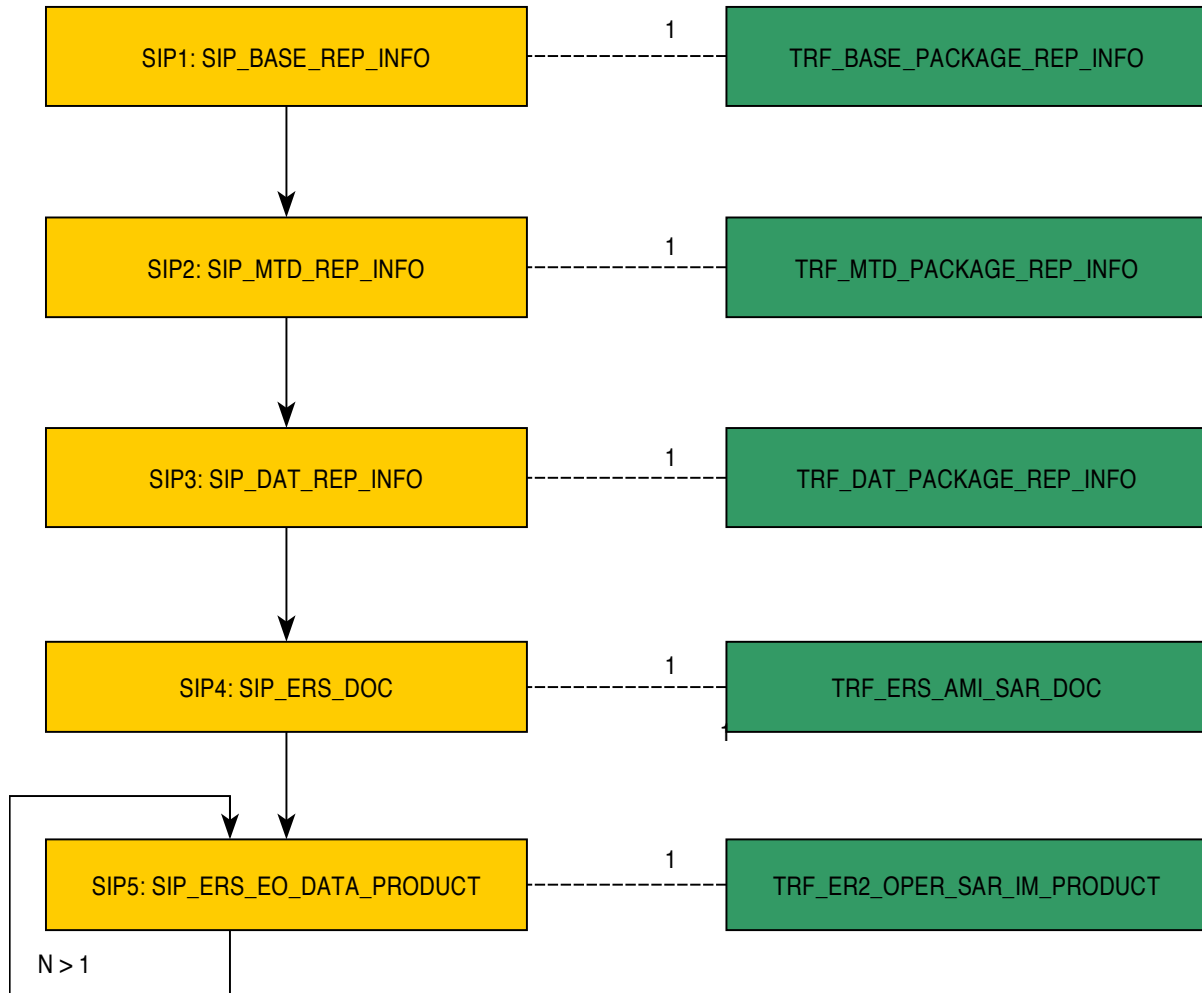 SIP1: SIP_BASE_REP_INFO
1
TRF_BASE_PACKAGE_REP_INFO
SIP2: SIP_MTD_REP_INFO
1
TRF_MTD_PACKAGE_REP_INFO
SIP3: SIP_DAT_REP_INFO
1
TRF_DAT_PACKAGE_REP_INFO
SIP4: SIP_ERS_DOC
1
TRF_ERS_AMI_SAR_DOC
1
SIP5: SIP_ERS_EO_DATA_PRODUCT
1
TRF_ER2_OPER_SAR_IM_PRODUCT
N > 1